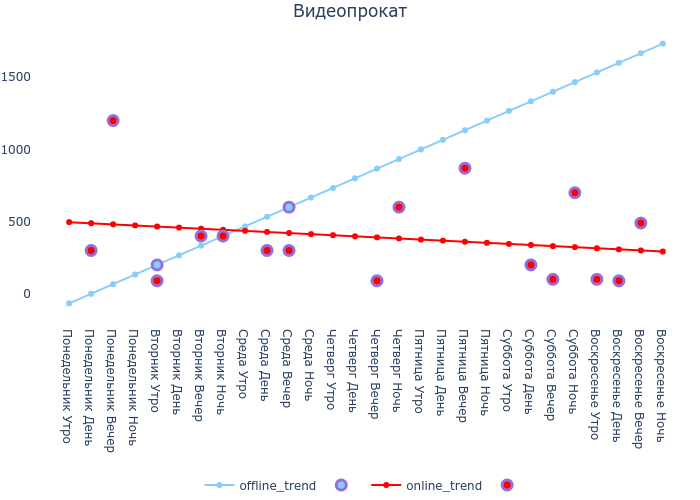 Видеопрокат
1500
1000
500
0
Понедельник Утро
Понедельник День
Понедельник Вечер
Понедельник Ночь
Вторник Утро
Вторник День
Вторник Вечер
Вторник Ночь
Среда Утро
Среда День
Среда Вечер
Среда Ночь
Четверг Утро
Четверг День
Четверг Вечер
Четверг Ночь
Пятница Утро
Пятница День
Пятница Вечер
Пятница Ночь
Суббота Утро
Суббота День
Суббота Вечер
Суббота Ночь
Воскресенье Утро
Воскресенье День
Воскресенье Вечер
Воскресенье Ночь
offline_trend
online_trend